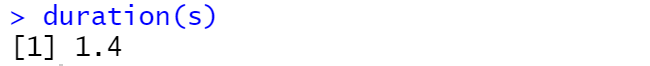 > duration(s)
[1] 1.4